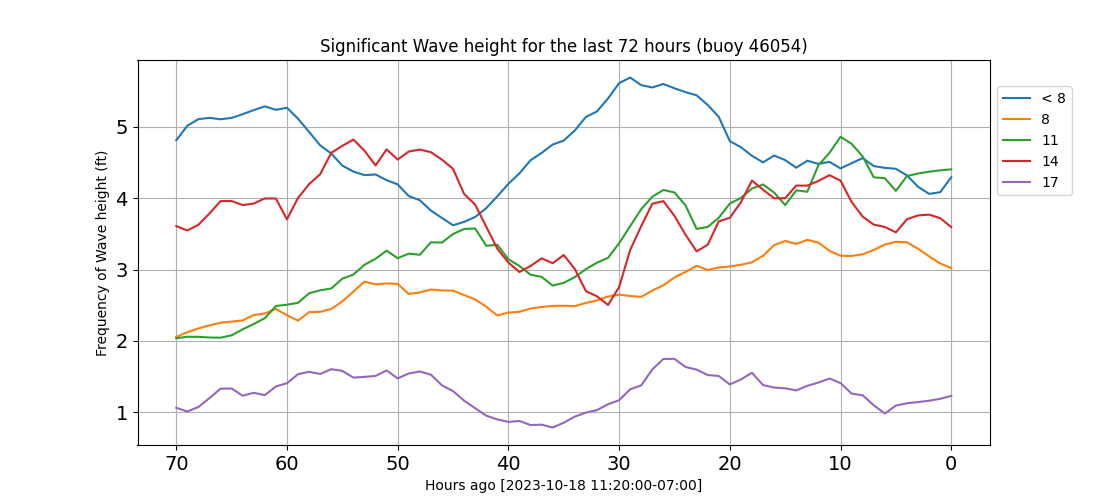 Significant Wave height for the last 72 hours (buoy 46054)
Frequency of Wave height (ft)
5
4
3
2
1
70 60 50 40 30 20 10 0
Hours ago [2023-10-18 11:20:00-07:00]
< 8
8
11
14
17